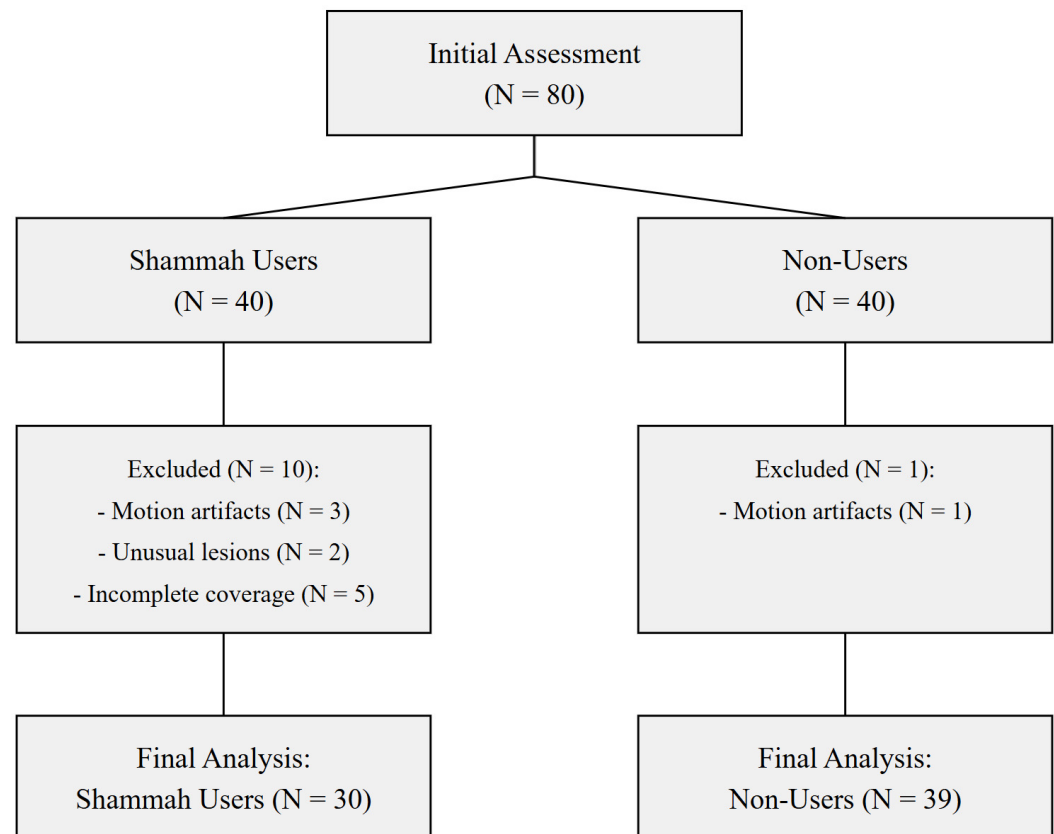 Initial Assessment
(N = 80)
Shammah Users
(N = 40)
Non-Users
(N = 40)
Excluded (N = 10):
- Motion artifacts (N = 3)
- Unusual lesions (N = 2)
- Incomplete coverage (N = 5)
Excluded (N = 1):
- Motion artifacts (N = 1)
Final Analysis:
Shammah Users (N = 30)
Final Analysis:
Non-Users (N = 39)